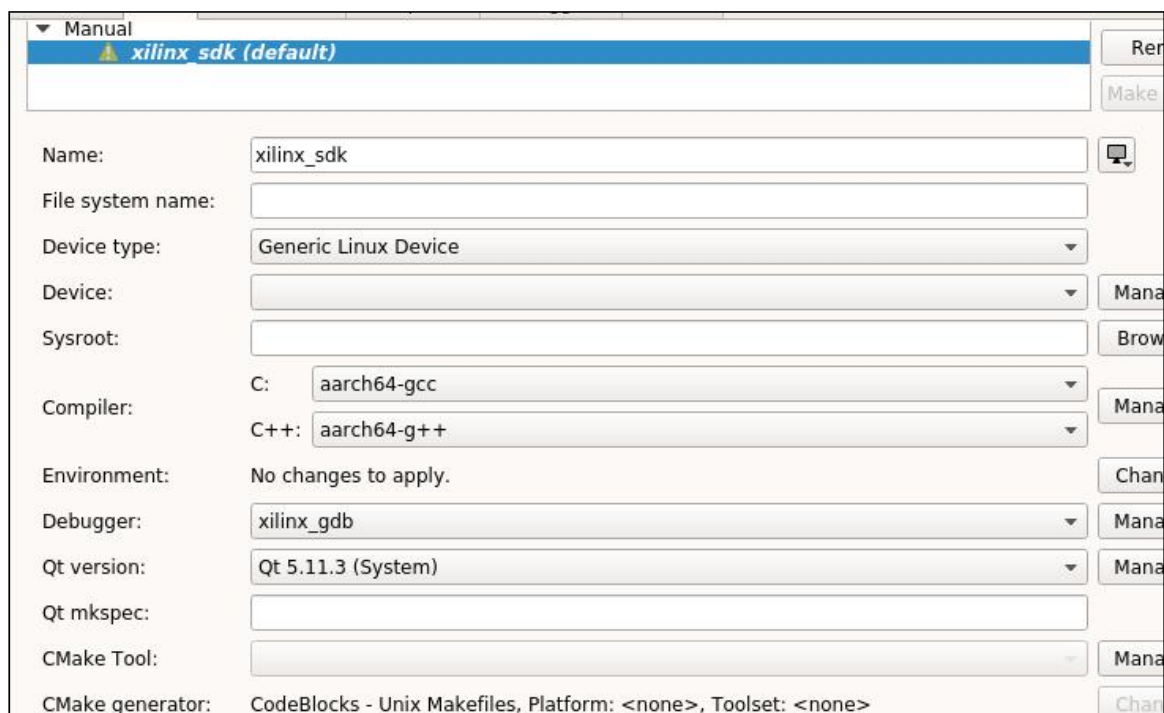 Manual
xilinx_sdk (default)
Name: xilinx_sdk
File system name:
Device type: Generic Linux Device
Device: Mana
Sysroot: Brow
C: aarch64-gcc
Compiler: Mana
C++: aarch64-g++
Environment: No changes to apply. Chan
Debugger: xilinx_gdb Mana
Qt version: Qt 5.11.3 (System) Mana
Qt mkspec:
CMake Tool: Mana
CMake generator: CodeBlocks - Unix Makefiles, Platform: <none>, Toolset: <none> Chan
Rer
Make